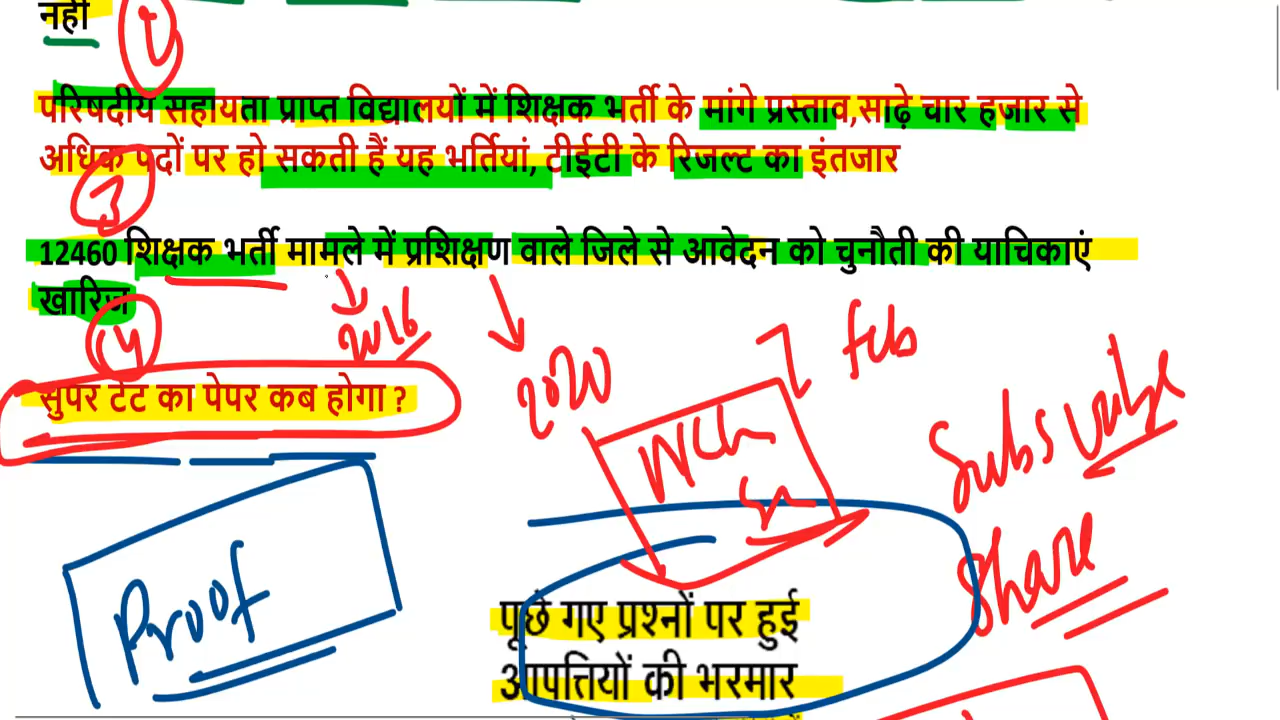 नहीं
परिषदीय सहायता प्राप्त विद्यालयों में शिक्षक भर्ती के मांगे प्रस्ताव,साढ़े चार हजार से
अधिक पदों पर हो सकती हैं यह भर्तियां, टीईटी के रिजल्ट का इंतजार
3
12460 शिक्षक भर्ती मामले में प्रशिक्षण वाले जिले से आवेदन को चुनौती की याचिकाएं
खारिज
4
2016
सुपर टेट का पेपर कब होगा ?
2020
Feb
Subscribe
Proof
Share
पूछे गए प्रश्नों पर हुई
आपत्तियों की भरमार